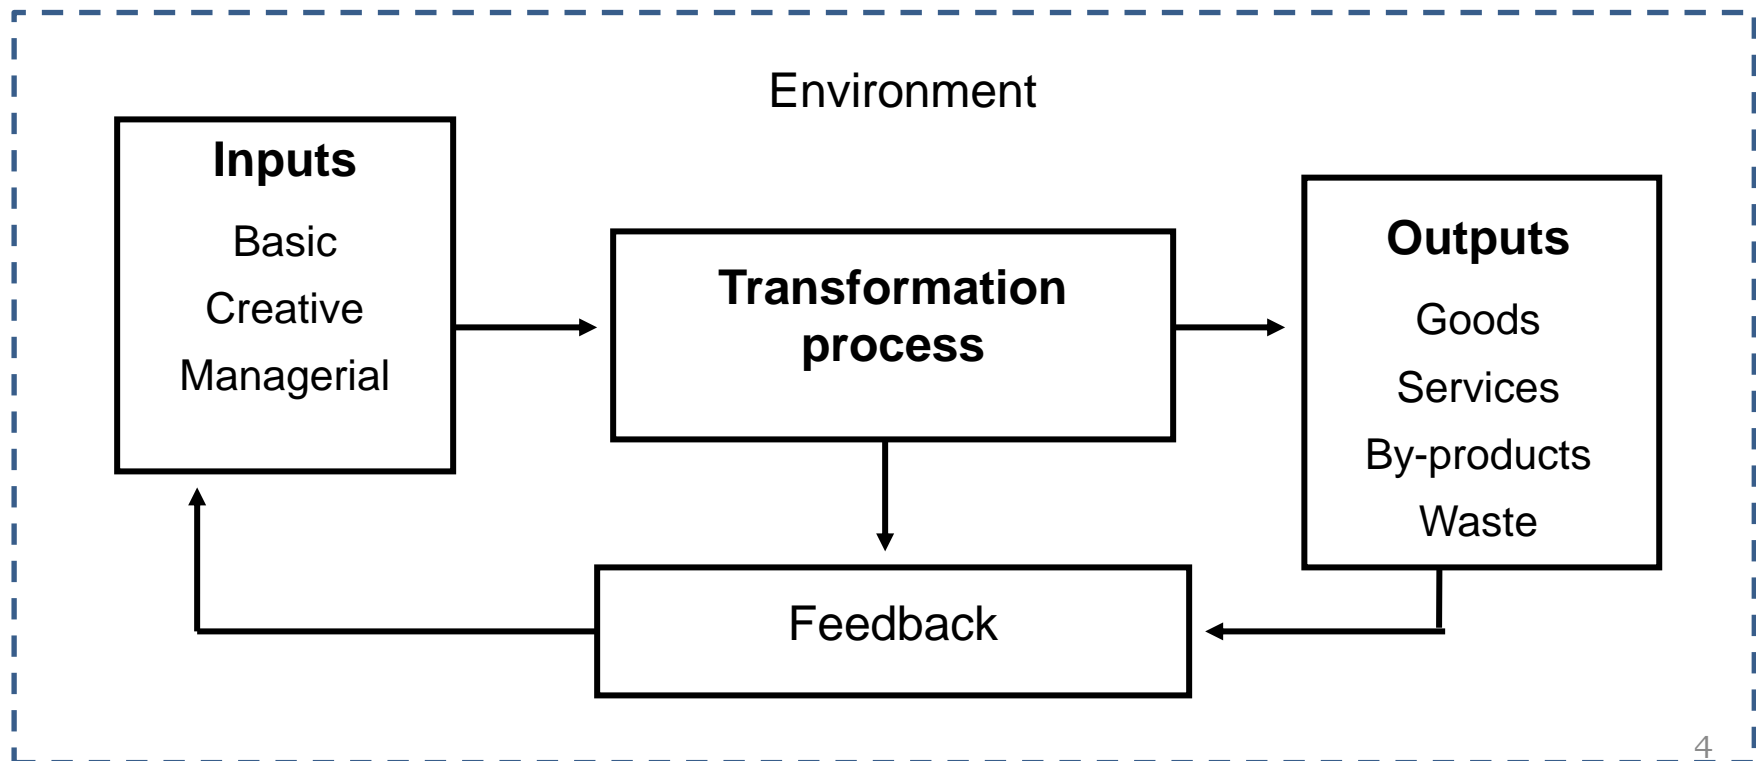 Environment
Inputs
Basic
Creative
Managerial
Transformation
process
Outputs
Goods
Services
By-products
Waste
Feedback
4